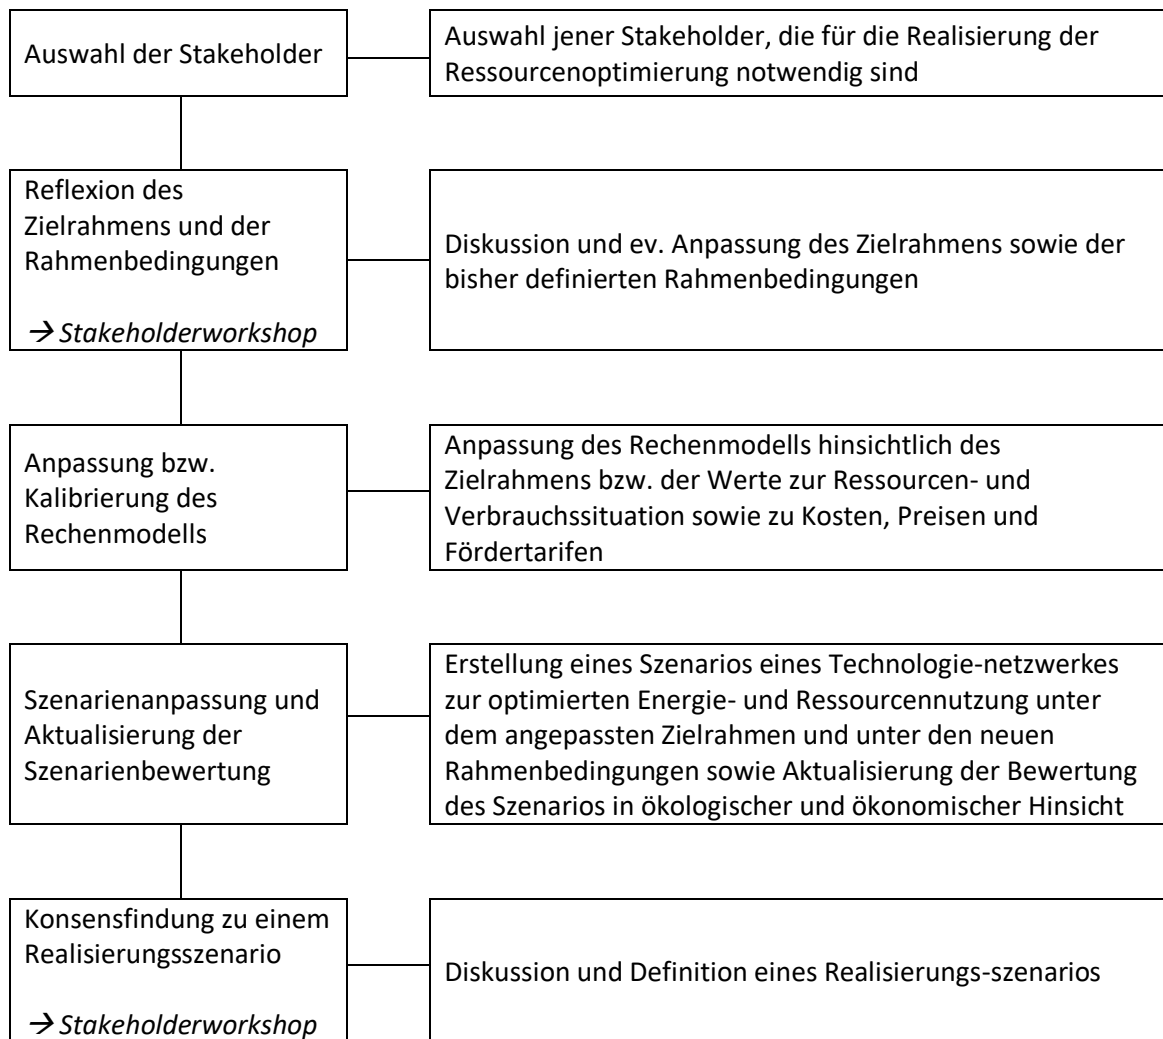 Auswahl der Stakeholder
Auswahl jener Stakeholder, die für die Realisierung der
Ressourcenoptimierung notwendig sind
Reflexion des
Zielrahmens und der
Rahmenbedingungen
→ Stakeholderworkshop
Diskussion und ev. Anpassung des Zielrahmens sowie der
bisher definierten Rahmenbedingungen
Anpassung bzw.
Kalibrierung des
Rechenmodells
Anpassung des Rechenmodells hinsichtlich des
Zielrahmens bzw. der Werte zur Ressourcen- und
Verbrauchssituation sowie zu Kosten, Preisen und
Fördertarifen
Szenarienanpassung und
Aktualisierung der
Szenarienbewertung
Erstellung eines Szenarios eines Technologie-netzwerkes
zur optimierten Energie- und Ressourcennutzung unter
dem angepassten Zielrahmen und unter den neuen
Rahmenbedingungen sowie Aktualisierung der Bewertung
des Szenarios in ökologischer und ökonomischer Hinsicht
Konsensfindung zu einem
Realisierungsszenario
→ Stakeholderworkshop
Diskussion und Definition eines Realisierungs-szenarios